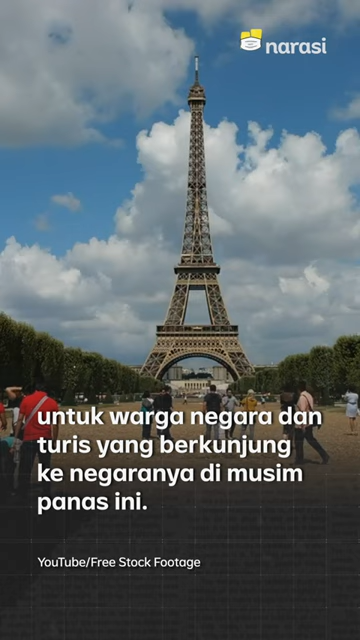 narasi
untuk warga negara dan
turis yang berkunjung
ke negaranya di musim
panas ini.
YouTube/Free Stock Footage